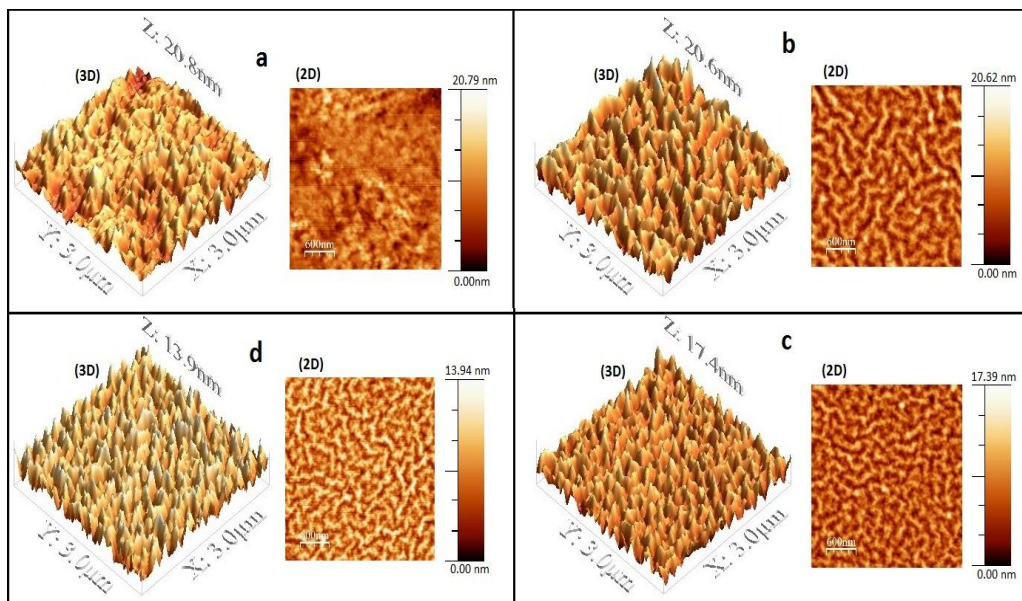 a
(3D)
Z: 20.8nm
Y: 3.0µm
X: 3.0µm
(2D)
600nm
20.79 nm
0.00nm
b
(3D)
Z: 20.6nm
Y: 3.0µm
X: 3.0µm
(2D)
600nm
20.62 nm
0.00 nm
d
(3D)
Z: 13.9nm
Y: 3.0µm
X: 3.0µm
(2D)
13.94 nm
0.00 nm
c
(3D)
Z: 17.4nm
Y: 3.0µm
X: 3.0µm
(2D)
600nm
17.39 nm
0.00 nm